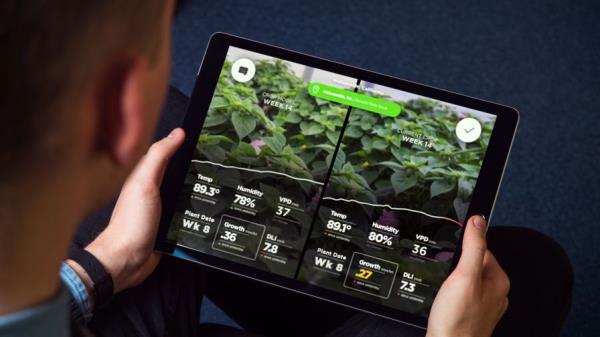 WEEK 14
Temp
89.3°
Humidity
78%
VPD
37
Plant Date
Wk 8
Growth
.36
DLI
7.8
WEEK 14
Temp
89.1°
Humidity
80%
VPD
36
Plant Date
Wk 8
Growth
.27
DLI
7.3